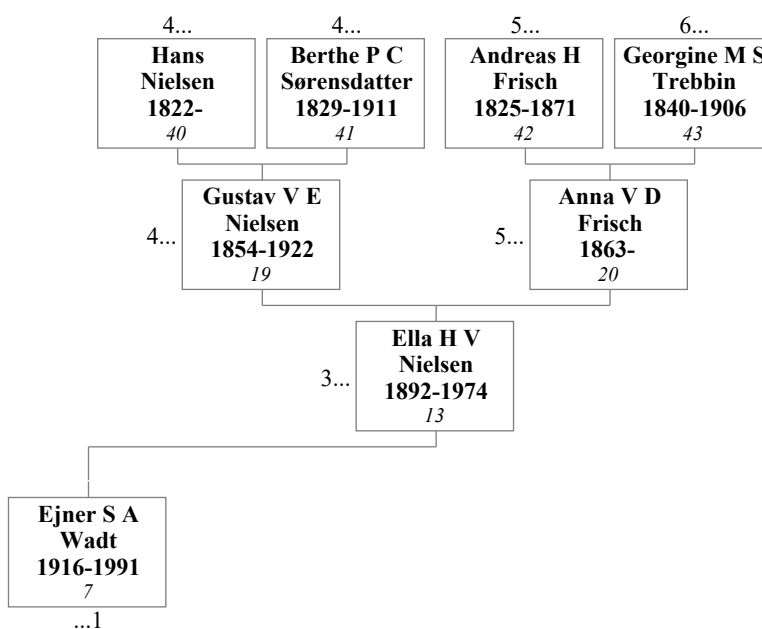 4...
4...
5...
6...
Hans
Nielsen
1822-
40
Berthe P C
Sørensdatter
1829-1911
41
Andreas H
Frisch
1825-1871
42
Georgine M S
Trebbin
1840-1906
43
4...
Gustav V E
Nielsen
1854-1922
19
5...
Anna V D
Frisch
1863-
20
3...
Ella H V
Nielsen
1892-1974
13
Ejner S A
Wadt
1916-1991
7
...1